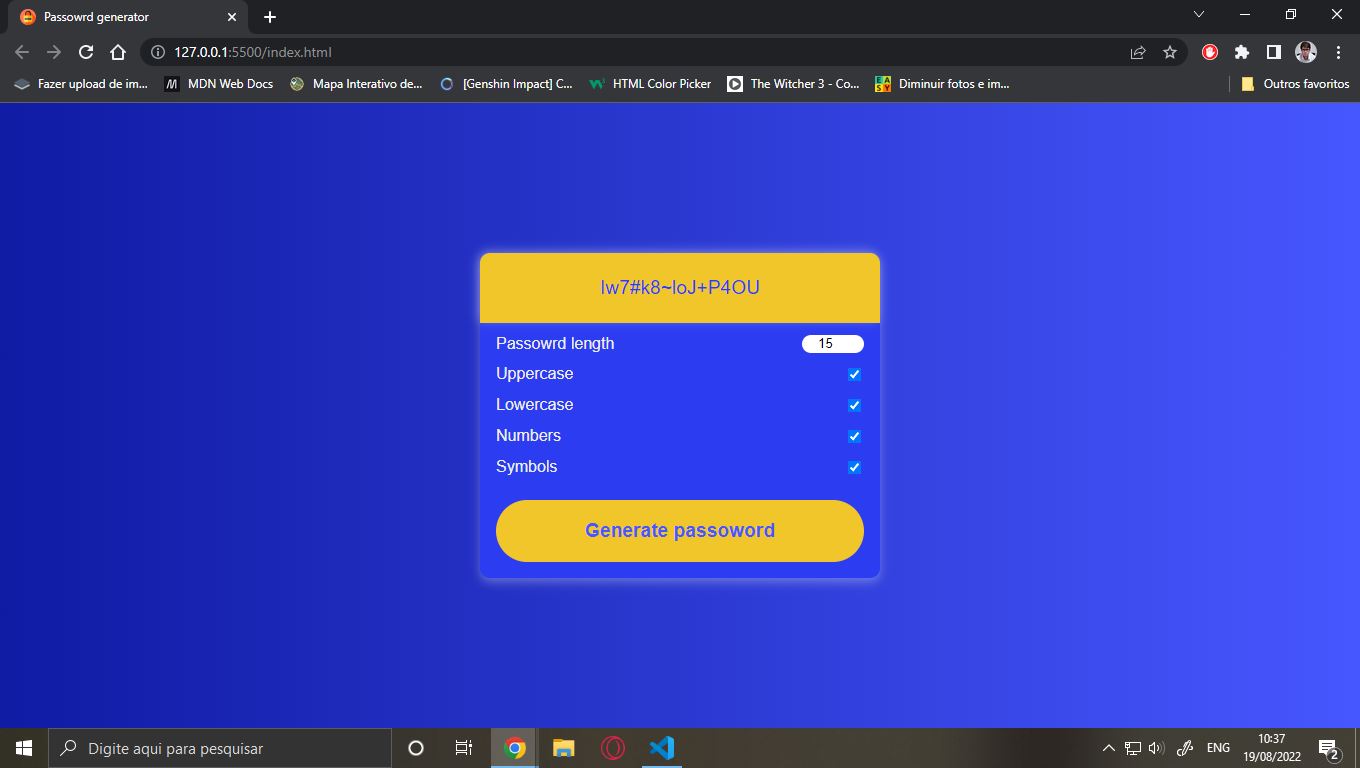 Passowrd generator
127.0.0.1:5500/index.html
Fazer upload de im... MDN Web Docs Mapa Interativo de... [Genshin Impact] C... HTML Color Picker The Witcher 3 - Co... EA SY Diminuir fotos e im... Outros favoritos
lw7#k8~loJ+P4OU
Passowrd length 15
Uppercase
Lowercase
Numbers
Symbols
Generate passoword
Digite aqui para pesquisar
ENG
10:37
19/08/2022
2